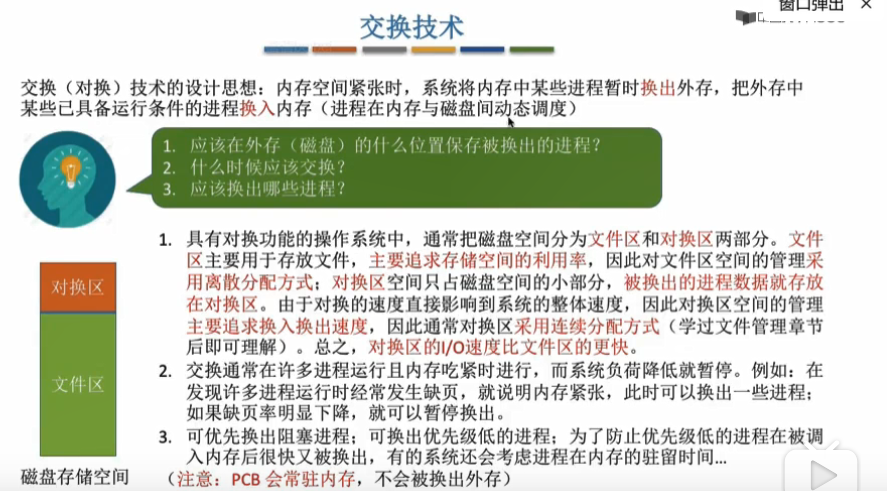 窗口弹出 ×
交换技术
交换（对换）技术的设计思想：内存空间紧张时，系统将内存中某些进程暂时换出外存，把外存中
某些已具备运行条件的进程换入内存（进程在内存与磁盘间动态调度）
1. 应该在外存（磁盘）的什么位置保存被换出的进程？
2. 什么时候应该交换？
3. 应该换出哪些进程？
1. 具有对换功能的操作系统中，通常把磁盘空间分为文件区和对换区两部分。文件
区主要用于存放文件，主要追求存储空间的利用率，因此对文件区空间的管理采
用离散分配方式；对换区空间只占磁盘空间的小部分，被换出的进程数据就存放
在对换区。由于对换的速度直接影响到系统的整体速度，因此对换区空间的管理
主要追求换入换出速度，因此通常对换区采用连续分配方式（学过文件管理章节
后即可理解）。总之，对换区的I/O速度比文件区的更快。
2. 交换通常在许多进程运行且内存吃紧时进行，而系统负荷降低就暂停。例如：在
发现许多进程运行时经常发生缺页，就说明内存紧张，此时可以换出一些进程；
如果缺页率明显下降，就可以暂停换出。
3. 可优先换出阻塞进程；可换出优先级低的进程；为了防止优先级低的进程在被调
入内存后很快又被换出，有的系统还会考虑进程在内存的驻留时间…
（注意：PCB 会常驻内存，不会被换出外存）
对换区
文件区
磁盘存储空间